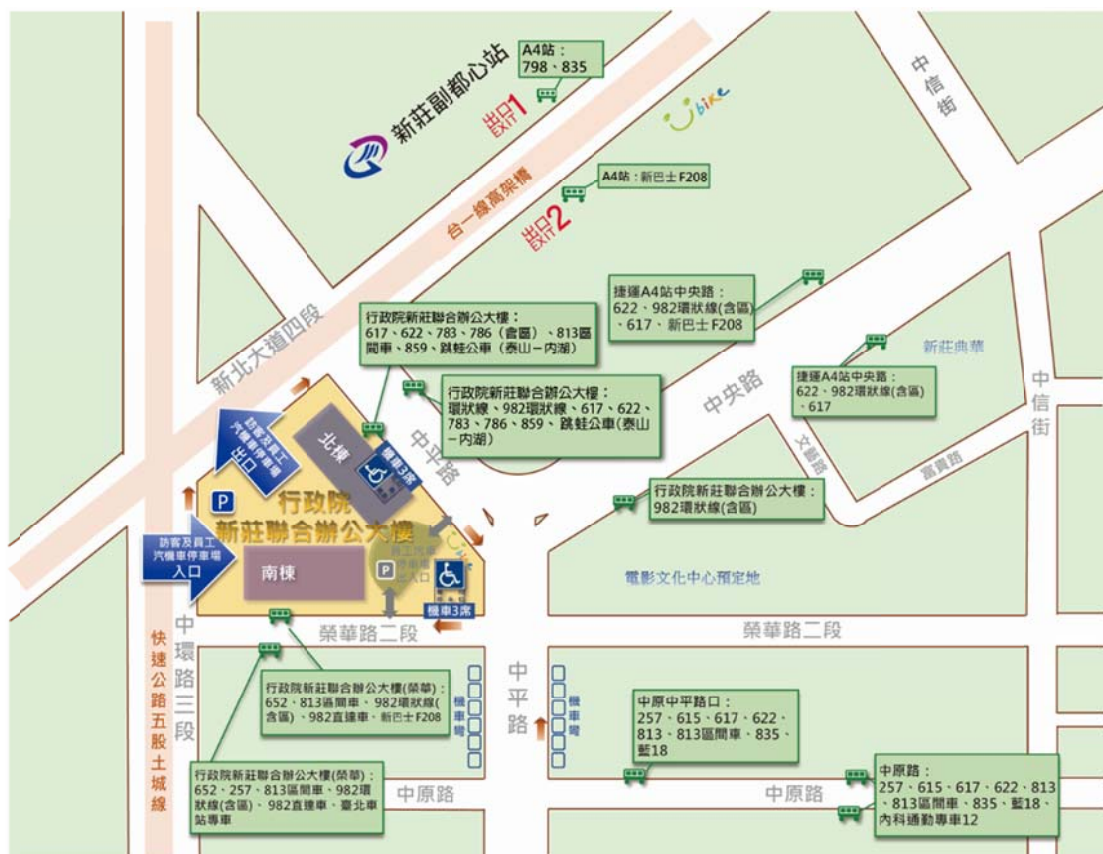 A4站：
798、835
中信街
新莊副都心站
出口1
EXIT
bike
A4站：新巴士F208
台一線高架橋
出口2
EXIT
捷運A4站中央路：
622、982環狀線(含區)
、617、新巴士F208
新北大道四段
行政院新莊聯合辦公大樓：
617、622、783、786（含區）、813區
間車、859、跳蛙公車（泰山－內湖）
新莊典華
捷運A4站中央路：
622、982環狀線(含區)
、617
中央路
行政院新莊聯合辦公大樓：
環狀線、982環狀線、617、622、
783、786、859、跳蛙公車(泰山
－內湖)
中信街
訪客及員工
汽機車停車場
出口
北棟
機車3席
中平路
文藝路
富貴路
P
行政院
新莊聯合辦公大樓
行政院新莊聯合辦公大樓：
982環狀線(含區)
訪客及員工
汽機車停車場
入口
南棟
員工汽車
停車場
出入口
P
bike
機車3席
電影文化中心預定地
中環路三段
榮華路二段
榮華路二段
快速公路五股土城線
行政院新莊聯合辦公大樓(榮華)：
652、813區間車、982環狀線(
含區)、982直達車、新巴士F208
機車彎
中平路
機車彎
中原中平路口：
257、615、617、622、
813、813區間車、835、
藍18
行政院新莊聯合辦公大樓(榮華)：
652、257、813區間車、982環
狀線(含區)、982直達車、臺北車
站專車
中原路
中原路
中原路：
257、615、617、622、813
、813區間車、835、藍18、
內科通勤專車12